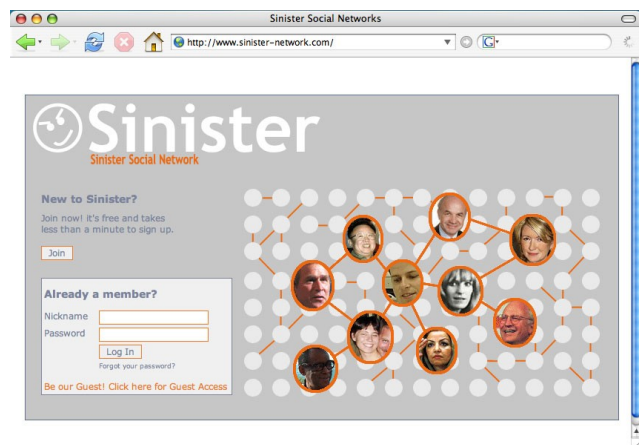 Sinister Social Networks
http://www.sinister-network.com/
G
Sinister
Sinister Social Network
New to Sinister?
Join now! It's free and takes
less than a minute to sign up.
Join
Already a member?
Nickname
Password
Log In
Forgot your password?
Be our Guest! Click here for Guest Access